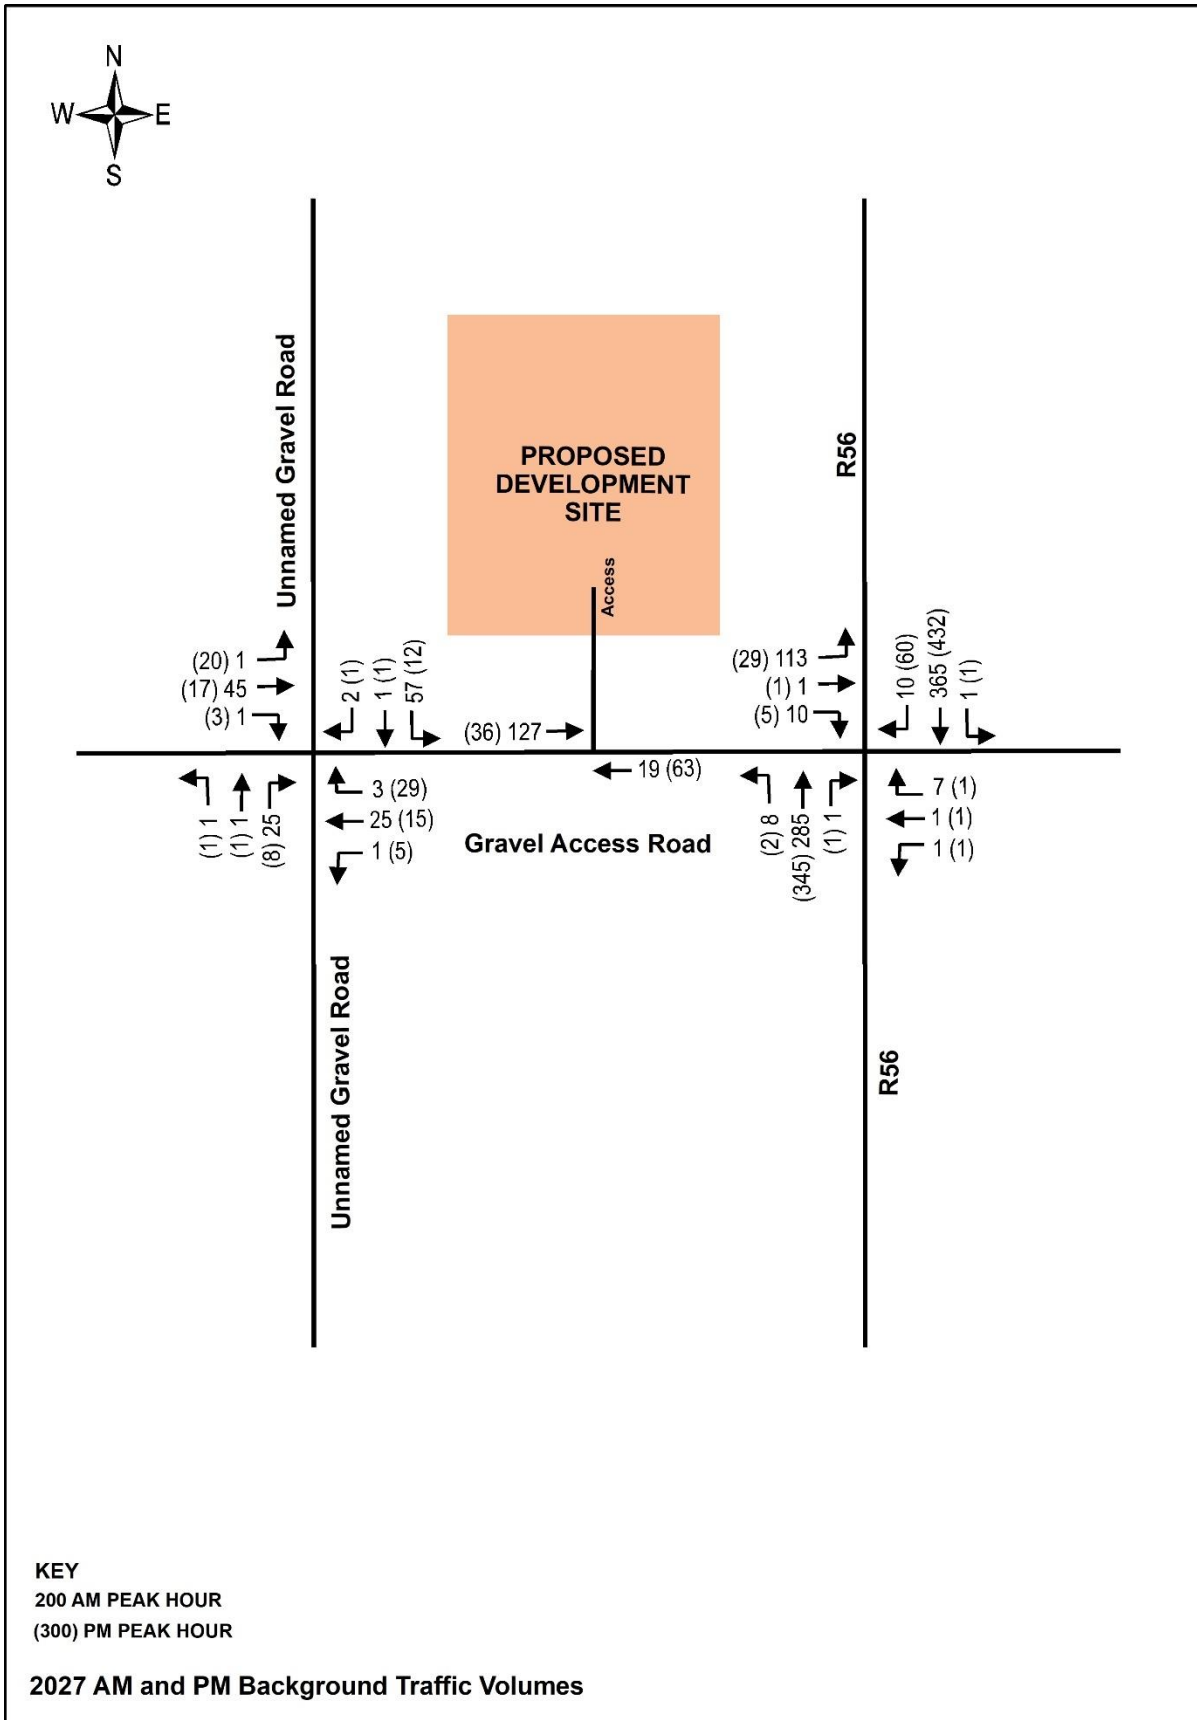 N
W E
S
Unnamed Gravel Road
PROPOSED
DEVELOPMENT
SITE
Access
R56
(20) 1
(17) 45
(3) 1
2 (1)
1 (1)
57 (12)
(36) 127
19 (63)
(29) 113
(1) 1
(5) 10
10 (60)
365 (432)
1 (1)
(1) 1
(1) 1
(8) 25
3 (29)
25 (15)
1 (5)
Gravel Access Road
(2) 8
(345) 285
(1) 1
7 (1)
1 (1)
1 (1)
Unnamed Gravel Road
R56
KEY
200 AM PEAK HOUR
(300) PM PEAK HOUR
2027 AM and PM Background Traffic Volumes